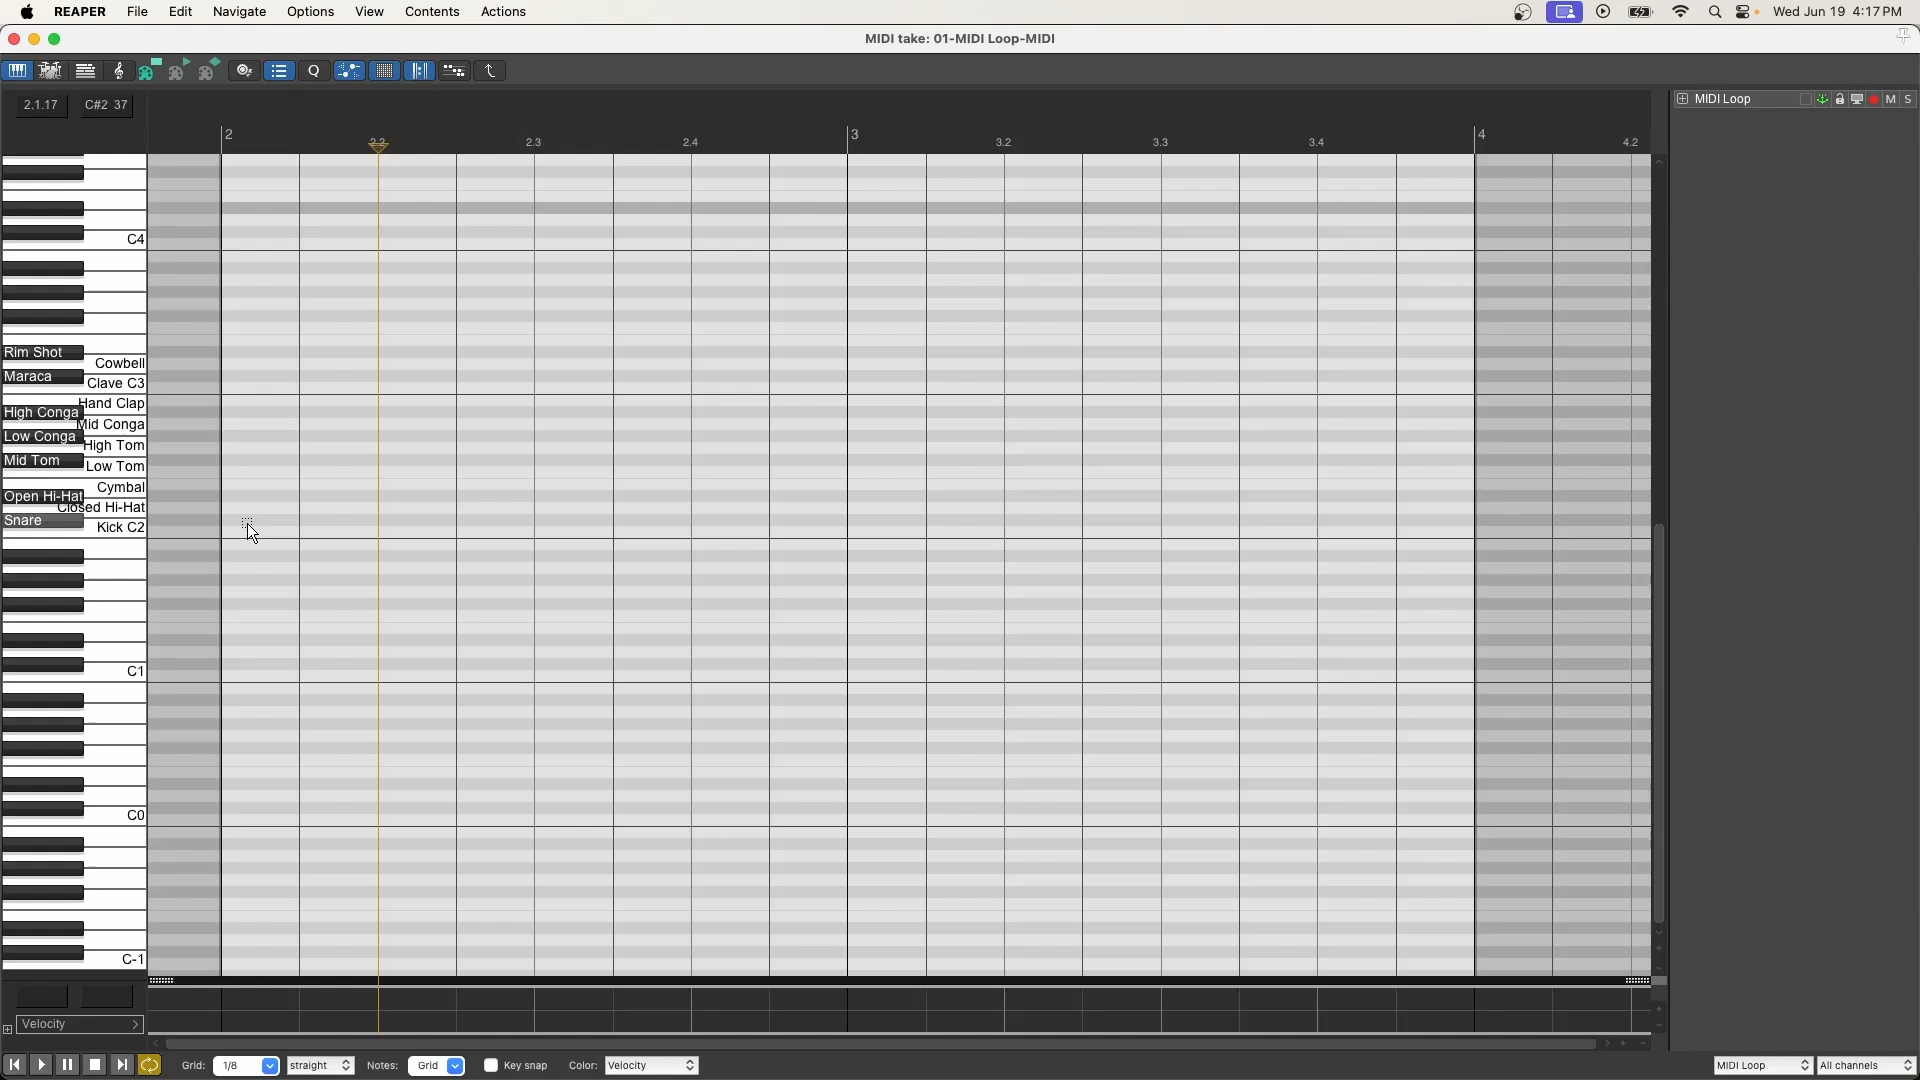 REAPER File Edit Navigate Options View Contents Actions Wed Jun 19 4:17 PM
MIDI take: 01-MIDI Loop-MIDI
Q
2.1.17 C#2 37
MIDI Loop M S
2 2.2 2.3 2.4 3 3.2 3.3 3.4 4 4.2
C4
Rim Shot
Cowbell
Maraca
Clave C3
Hand Clap
High Conga
Mid Conga
Low Conga
High Tom
Mid Tom
Low Tom
Cymbal
Open Hi-Hat
Closed Hi-Hat
Snare
Kick C2
C1
C0
C-1
Velocity
Grid: 1/8 straight Notes: Grid Key snap Color: Velocity MIDI Loop All channels